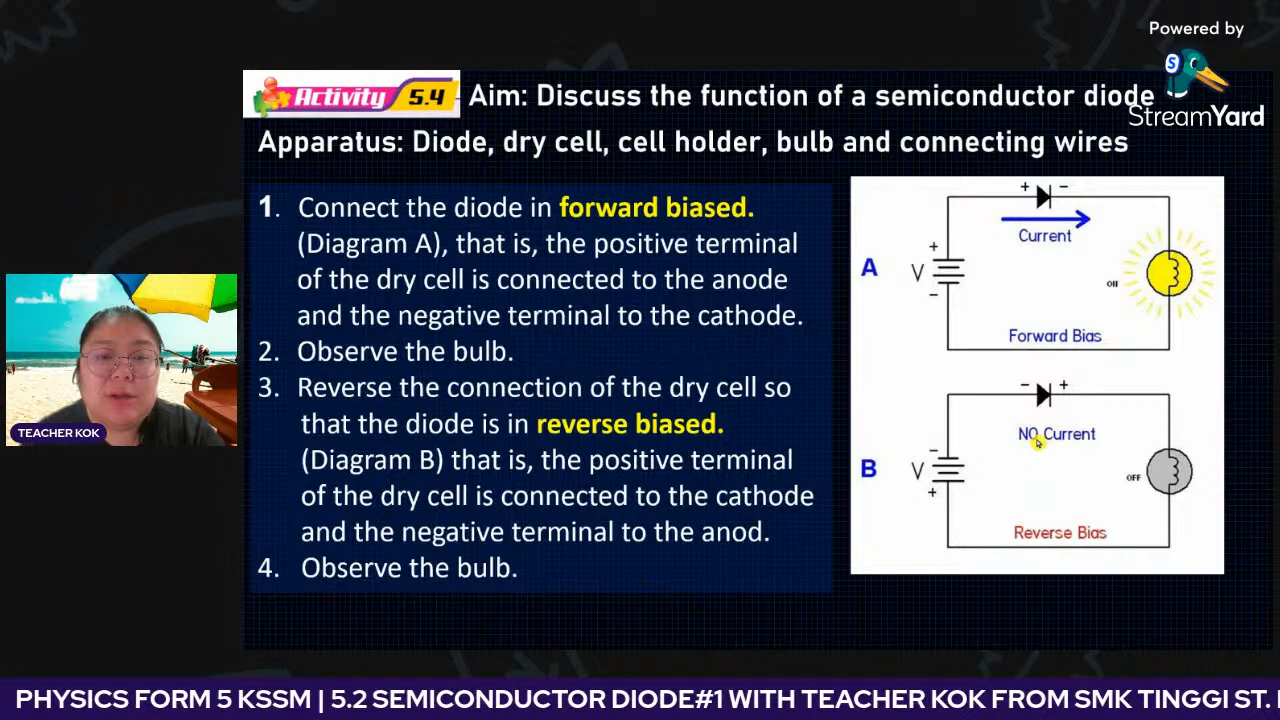 Powered by
StreamYard
Activity 5.4 Aim: Discuss the function of a semiconductor diode
Apparatus: Diode, dry cell, cell holder, bulb and connecting wires
1. Connect the diode in forward biased.
(Diagram A), that is, the positive terminal
of the dry cell is connected to the anode
and the negative terminal to the cathode.
2. Observe the bulb.
3. Reverse the connection of the dry cell so
that the diode is in reverse biased.
(Diagram B) that is, the positive terminal
of the dry cell is connected to the cathode
and the negative terminal to the anod.
4. Observe the bulb.
+ −
Current
+
A V
ON
−
Forward Bias
− +
NO Current
−
B V
OFF
+
Reverse Bias
TEACHER KOK
PHYSICS FORM 5 KSSM | 5.2 SEMICONDUCTOR DIODE#1 WITH TEACHER KOK FROM SMK TINGGI ST.